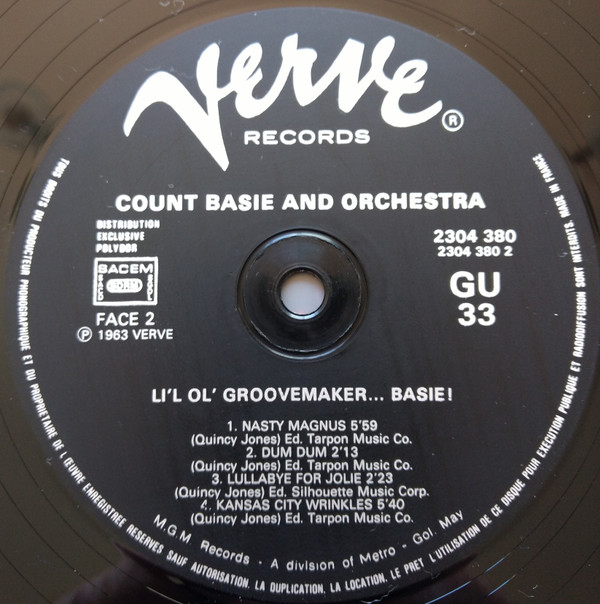 Verve
®
RECORDS
COUNT BASIE AND ORCHESTRA
DISTRIBUTION
EXCLUSIVE
POLYDOR
SACEM
SACD
SDRM
SGDL
FACE 2
℗ 1963 VERVE
2304 380
2304 380 2
GU
33
LI'L OL' GROOVEMAKER... BASIE!
1. NASTY MAGNUS 5'59
(Quincy Jones) Ed. Tarpon Music Co.
2. DUM DUM 2'13
(Quincy Jones) Ed. Tarpon Music Co.
3. LULLABYE FOR JOLIE 2'23
(Quincy Jones) Ed. Silhouette Music Corp.
4. KANSAS CITY WRINKLES 5'40
(Quincy Jones) Ed. Tarpon Music Co.
M.G.M Records - A division of Metro - Gol. May
TOUS DROITS DU PRODUCTEUR PHONOGRAPHIQUE ET DU PROPRIETAIRE DE L'ŒUVRE ENREGISTREE RESERVES SAUF AUTORISATION. LA DUPLICATION. LA LOCATION. LE PRET L'UTILISATION DE CE DISQUE POUR EXECUTION PUBLIQUE ET RADIODIFFUSION SONT INTERDITS. MADE IN FRANCE